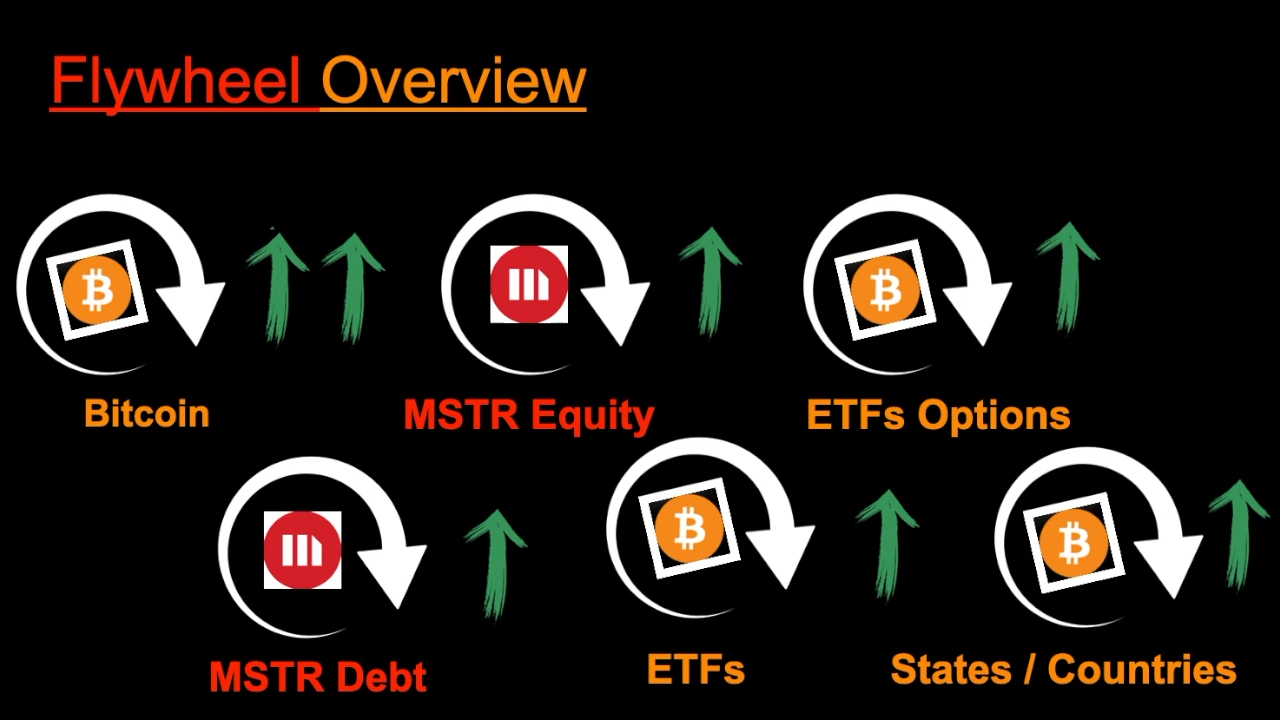 Flywheel Overview
Bitcoin
MSTR Equity
ETFs Options
MSTR Debt
ETFs
States / Countries